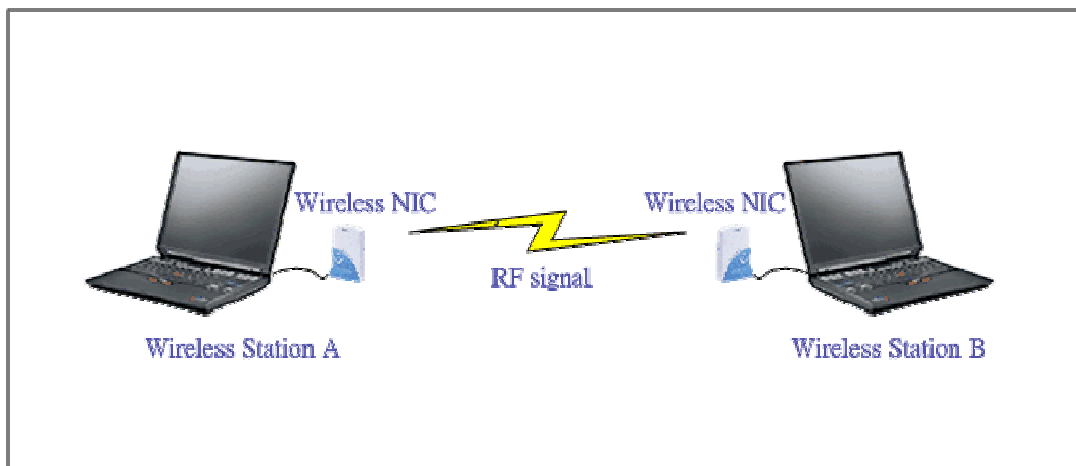 Wireless NIC
Wireless NIC
RF signal
Wireless Station A
Wireless Station B